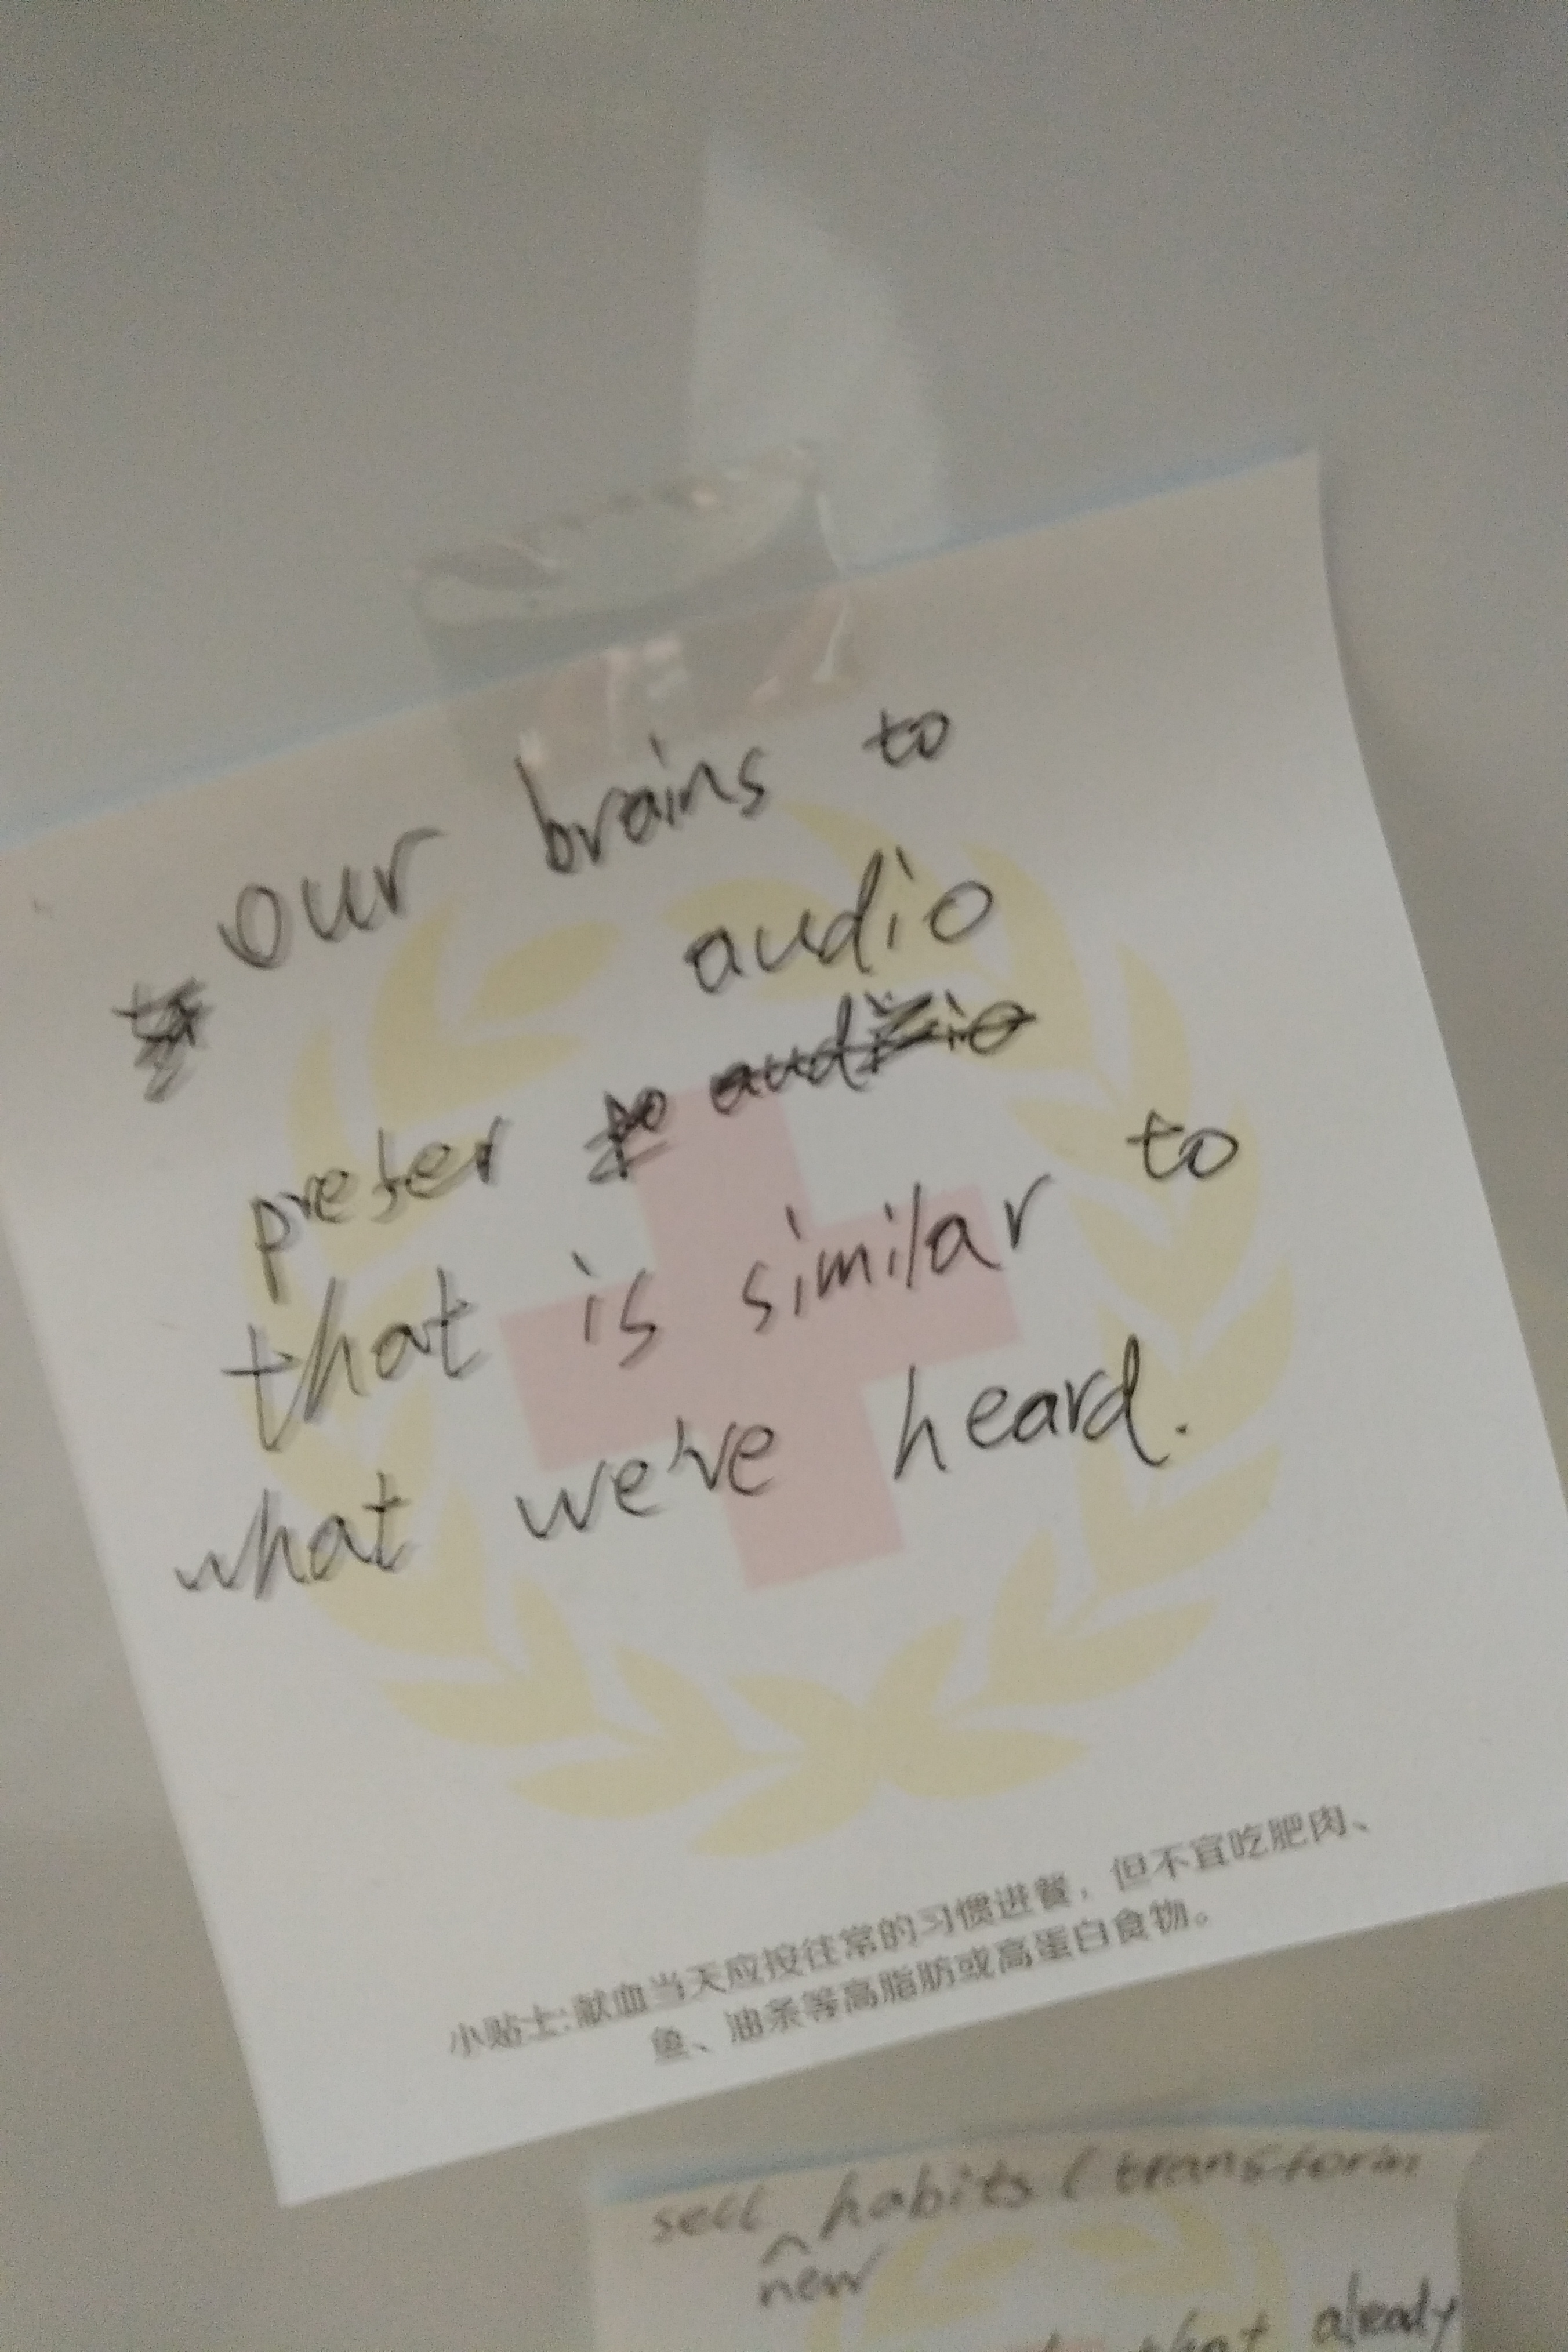 our brains to
audio
prefer
that is similar to
what we've heard.
小贴士:献血当天应按往常的习惯进餐，但不宜吃肥肉、
鱼、油条等高脂肪或高蛋白食物。
sell habits (transform
new
that already